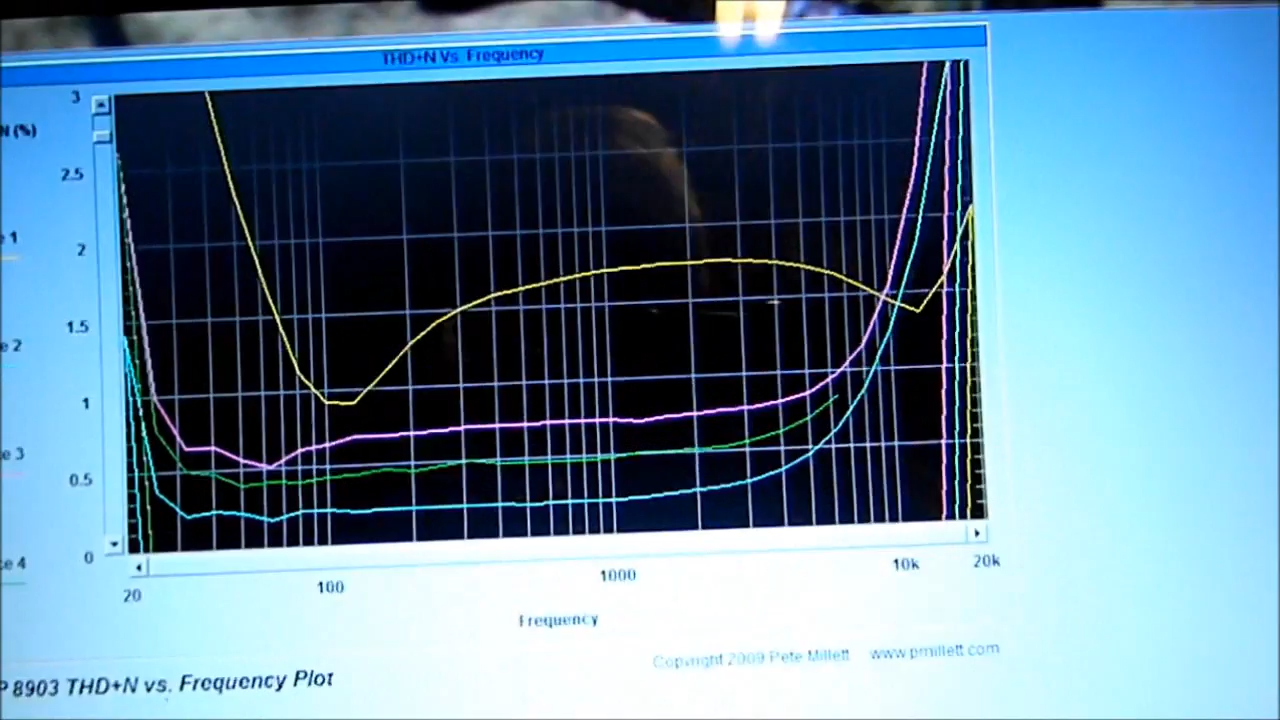 THD+N Vs. Frequency
3
N (%)
2.5
e 1
2
1.5
e 2
1
e 3
0.5
e 4
0
20
100
1000
10k
20k
Frequency
Copyright 2009 Pete Millett www.pmillett.com
P 8903 THD+N vs. Frequency Plot